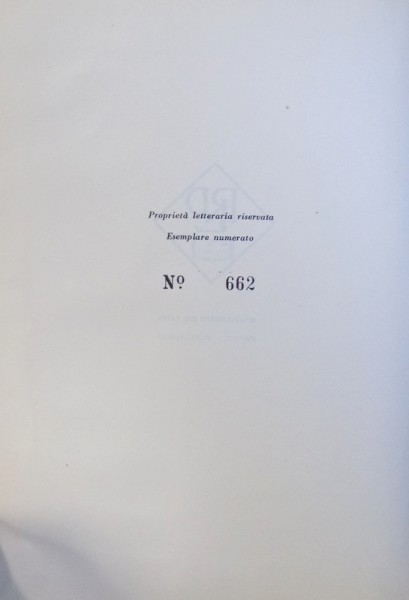 Proprietà letteraria riservata
Esemplare numerato
Nº 662